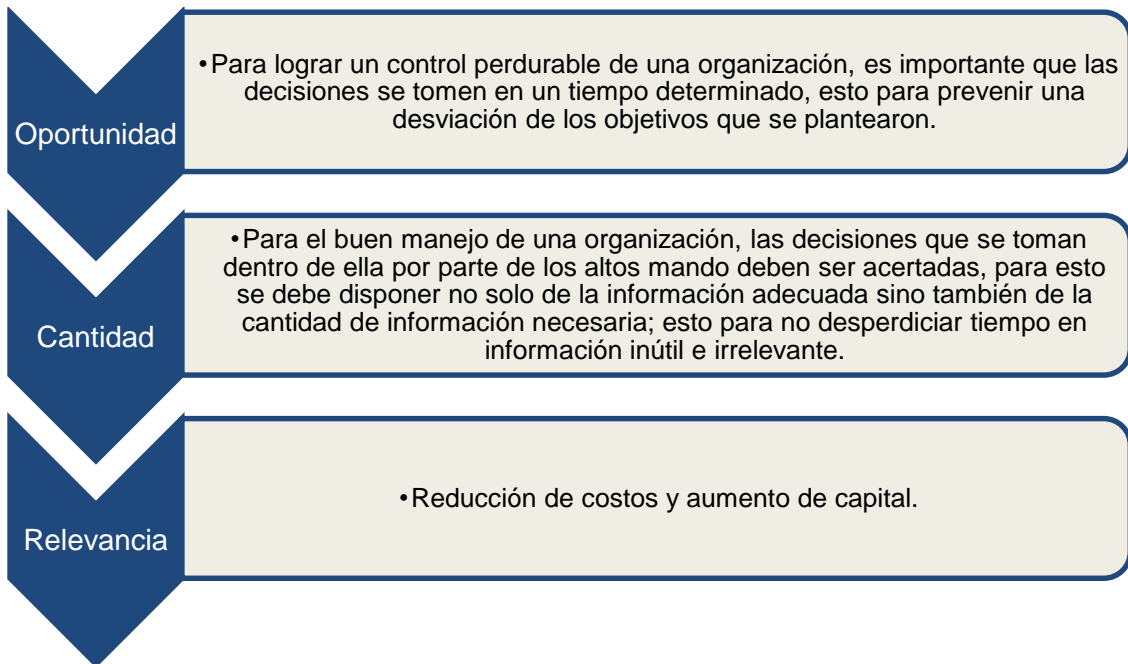 Oportunidad
•Para lograr un control perdurable de una organización, es importante que las
decisiones se tomen en un tiempo determinado, esto para prevenir una
desviación de los objetivos que se plantearon.
Cantidad
•Para el buen manejo de una organización, las decisiones que se toman
dentro de ella por parte de los altos mando deben ser acertadas, para esto
se debe disponer no solo de la información adecuada sino también de la
cantidad de información necesaria; esto para no desperdiciar tiempo en
información inútil e irrelevante.
Relevancia
•Reducción de costos y aumento de capital.